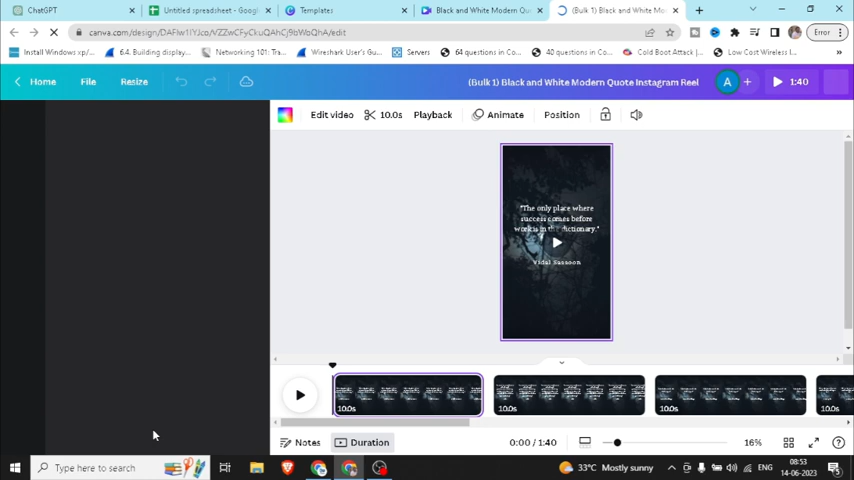 ChatGPT
Untitled spreadsheet - Google
Templates
Black and White Modern Qu
(Bulk 1) Black and White Mode
canva.com/design/
/edit
Error
Install Windows xp/...
6.4. Building display...
Networking 101: Tra...
Wireshark User's Gu...
Servers
64 questions in Co...
40 questions in Co...
Cold Boot Attack |...
Low Cost Wireless I...
Home
File
Resize
(Bulk 1) Black and White Modern Quote Instagram Reel
A
1:40
Edit video
10.0s
Playback
Animate
Position
"The only place where
success comes before
work is in the dictionary."
Vidal Sassoon
10.0s
10.0s
10.0s
10.0s
Notes
Duration
0:00 / 1:40
16%
Type here to search
33°C Mostly sunny
ENG
08:53
14-06-2023
5